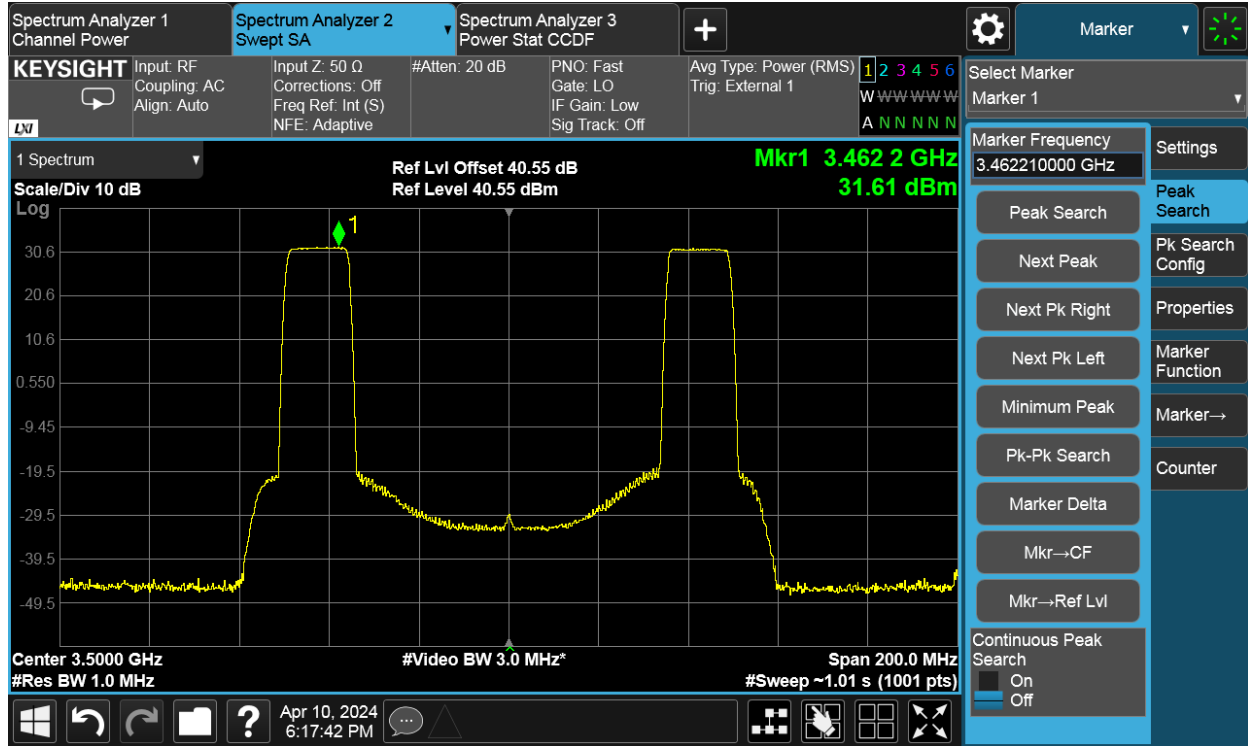 Spectrum Analyzer 1
Channel Power
Spectrum Analyzer 2
Swept SA
Spectrum Analyzer 3
Power Stat CCDF
+
Marker
KEYSIGHT
LXI
Input: RF
Coupling: AC
Align: Auto
Input Z: 50 Ω
Corrections: Off
Freq Ref: Int (S)
NFE: Adaptive
#Atten: 20 dB
PNO: Fast
Gate: LO
IF Gain: Low
Sig Track: Off
Avg Type: Power (RMS)
Trig: External 1
1 2 3 4 5 6
W W W W W W
A N N N N N
Select Marker
Marker 1
1 Spectrum
Scale/Div 10 dB
Log
Ref Lvl Offset 40.55 dB
Ref Level 40.55 dBm
Mkr1 3.462 2 GHz
31.61 dBm
1
30.6
20.6
10.6
0.550
-9.45
-19.5
-29.5
-39.5
-49.5
Center 3.5000 GHz
#Res BW 1.0 MHz
#Video BW 3.0 MHz*
Span 200.0 MHz
#Sweep ~1.01 s (1001 pts)
Marker Frequency
3.462210000 GHz
Peak Search
Next Peak
Next Pk Right
Next Pk Left
Minimum Peak
Pk-Pk Search
Marker Delta
Mkr→CF
Mkr→Ref Lvl
Continuous Peak
Search
On
Off
Settings
Peak
Search
Pk Search
Config
Properties
Marker
Function
Marker→
Counter
?
Apr 10, 2024
6:17:42 PM